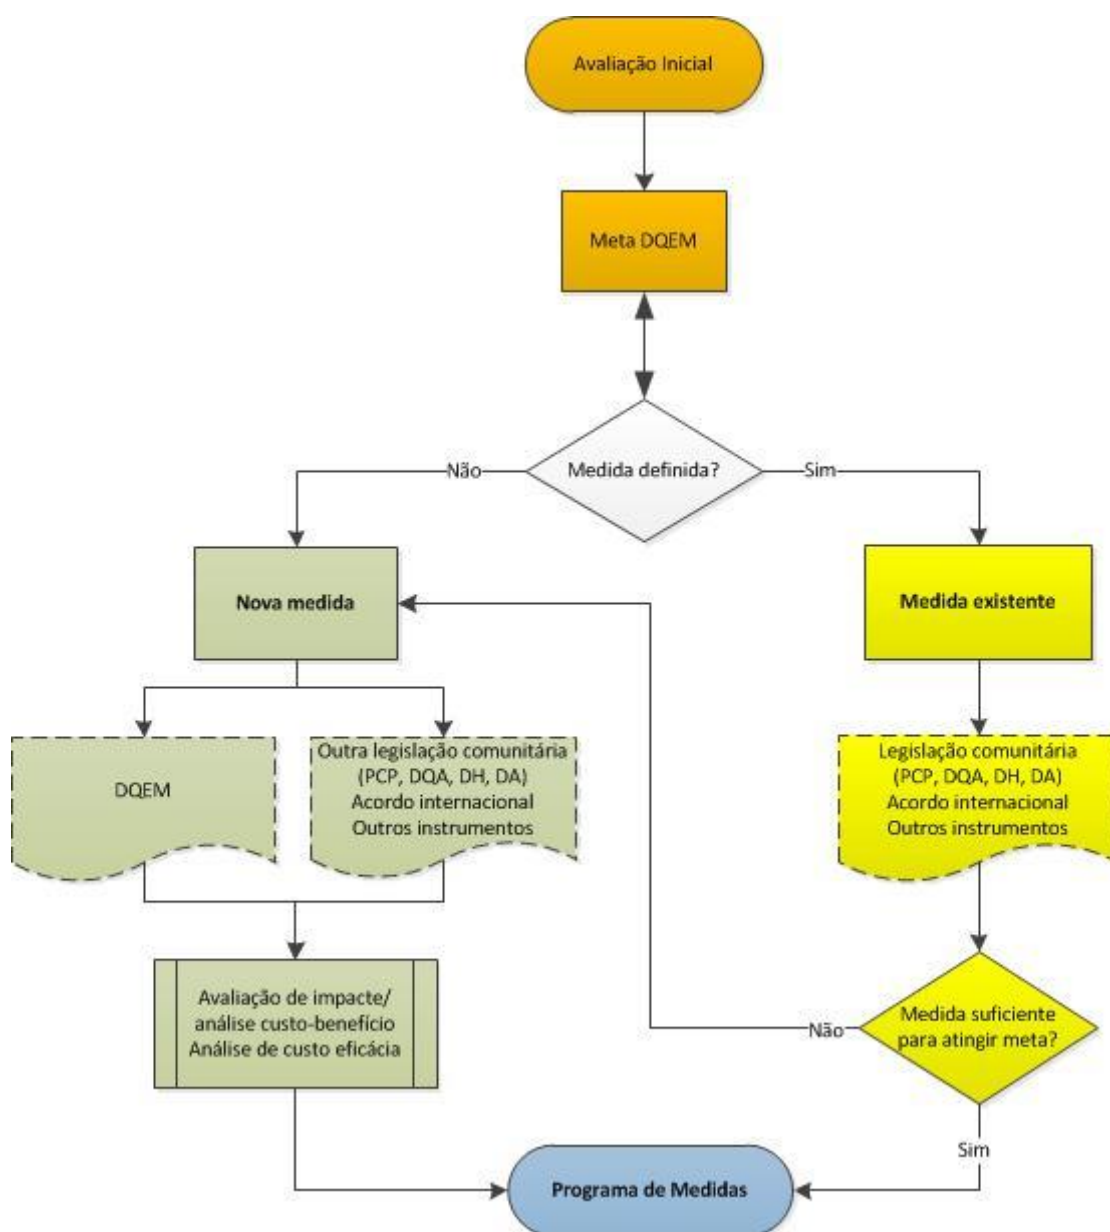 Avaliação Inicial
Meta DQEM
Medida definida?
Não
Sim
Nova medida
Medida existente
DQEM
Outra legislação comunitária
(PCP, DQA, DH, DA)
Acordo internacional
Outros instrumentos
Legislação comunitária
(PCP, DQA, DH, DA)
Acordo internacional
Outros instrumentos
Avaliação de impacte/
análise custo-benefício
Análise de custo eficácia
Medida suficiente
para atingir meta?
Não
Sim
Programa de Medidas